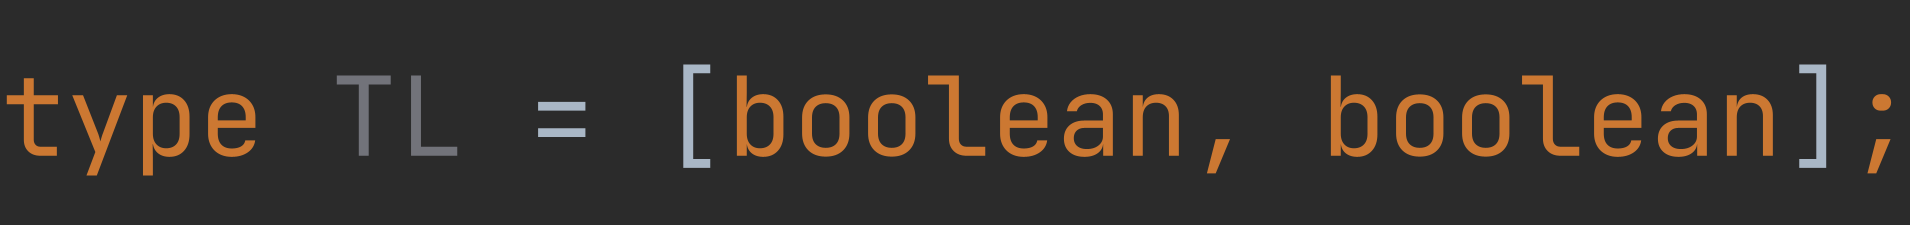 type TL = [boolean, boolean];